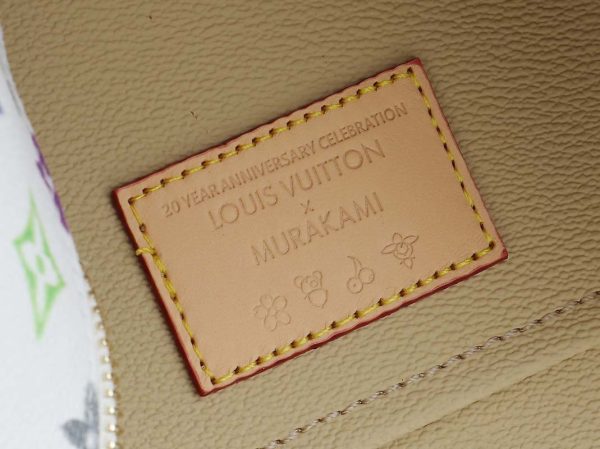 20 YEAR ANNIVERSARY CELEBRATION
LOUIS VUITTON
x
MURAKAMI